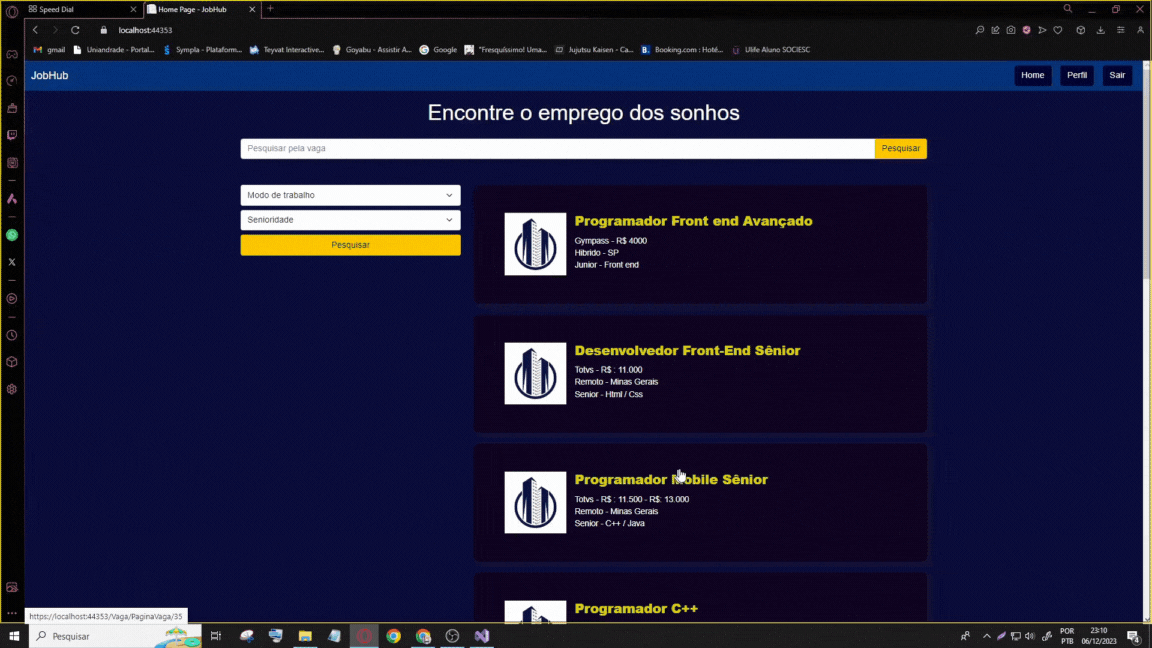 Speed Dial
Home Page - JobHub
localhost:44353
gmail
Uniandrade - Portal...
Sympla - Plataform...
Teyvat Interactive...
Goyabu - Assistir A...
Google
"Fresquíssimo! Uma...
Jujutsu Kaisen - Ca...
Booking.com : Hoté...
Ulife Aluno SOCIESC
JobHub
Home
Perfil
Sair
Encontre o emprego dos sonhos
Pesquisar pela vaga
Pesquisar
Modo de trabalho
Senioridade
Pesquisar
Programador Front end Avançado
Gympass - R$ 4000
Hibrido - SP
Junior - Front end
Desenvolvedor Front-End Sênior
Totvs - R$ : 11.000
Remoto - Minas Gerais
Senior - Html / Css
Programador Mobile Sênior
Totvs - R$ : 11.500 - R$: 13.000
Remoto - Minas Gerais
Senior - C++ / Java
Programador C++
https://localhost:44353/Vaga/PaginaVaga/35
Pesquisar
POR
PTB
23:10
06/12/2023
4